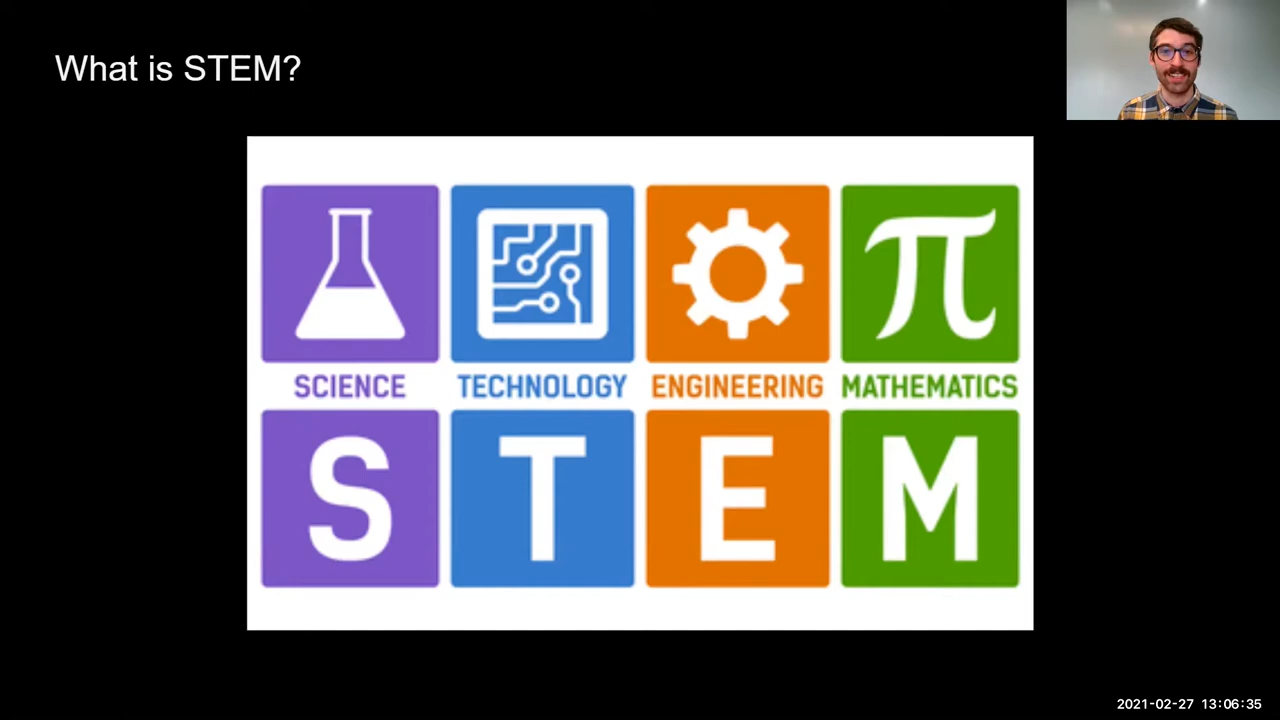 What is STEM?
π
SCIENCE TECHNOLOGY ENGINEERING MATHEMATICS
S T E M
2021-02-27 13:06:35